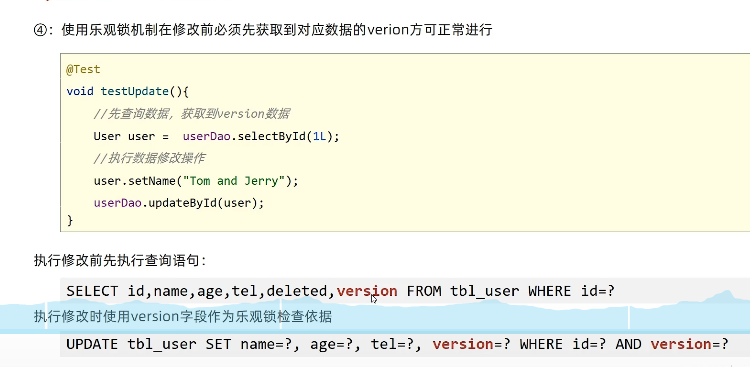 ④：使用乐观锁机制在修改前必须先获取到对应数据的verion方可正常进行
@Test
void testUpdate(){
//先查询数据，获取到version数据
User user = userDao.selectById(1L);
//执行数据修改操作
user.setName("Tom and Jerry");
userDao.updateById(user);
}
执行修改前先执行查询语句：
SELECT id,name,age,tel,deleted,version FROM tbl_user WHERE id=?
执行修改时使用version字段作为乐观锁检查依据
UPDATE tbl_user SET name=?, age=?, tel=?, version=? WHERE id=? AND version=?